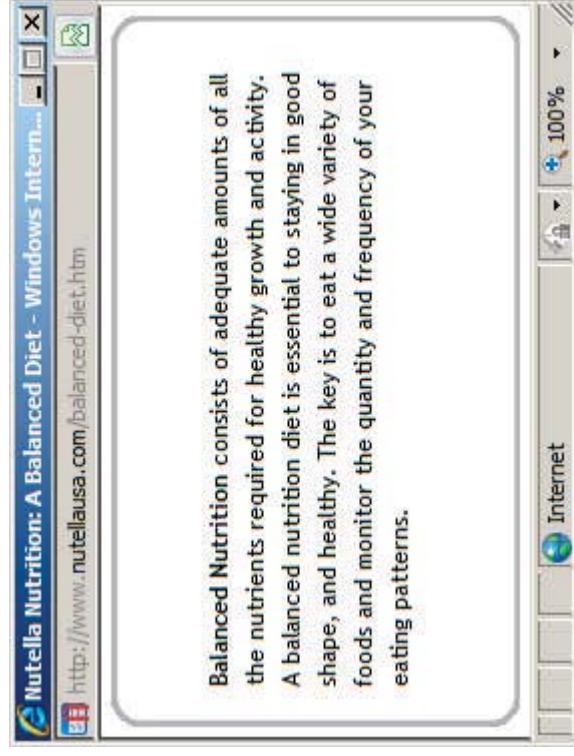 Nutella Nutrition: A Balanced Diet - Windows Intern...
http://www.nutellausa.com/balanced-diet.htm
Balanced Nutrition consists of adequate amounts of all
the nutrients required for healthy growth and activity.
A balanced nutrition diet is essential to staying in good
shape, and healthy. The key is to eat a wide variety of
foods and monitor the quantity and frequency of your
eating patterns.
Internet
100%